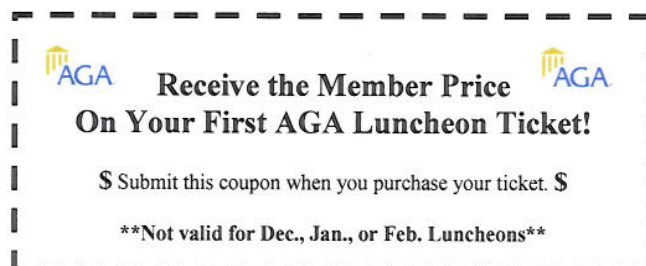 AGA AGA
Receive the Member Price
On Your First AGA Luncheon Ticket!
$ Submit this coupon when you purchase your ticket. $
**Not valid for Dec., Jan., or Feb. Luncheons**